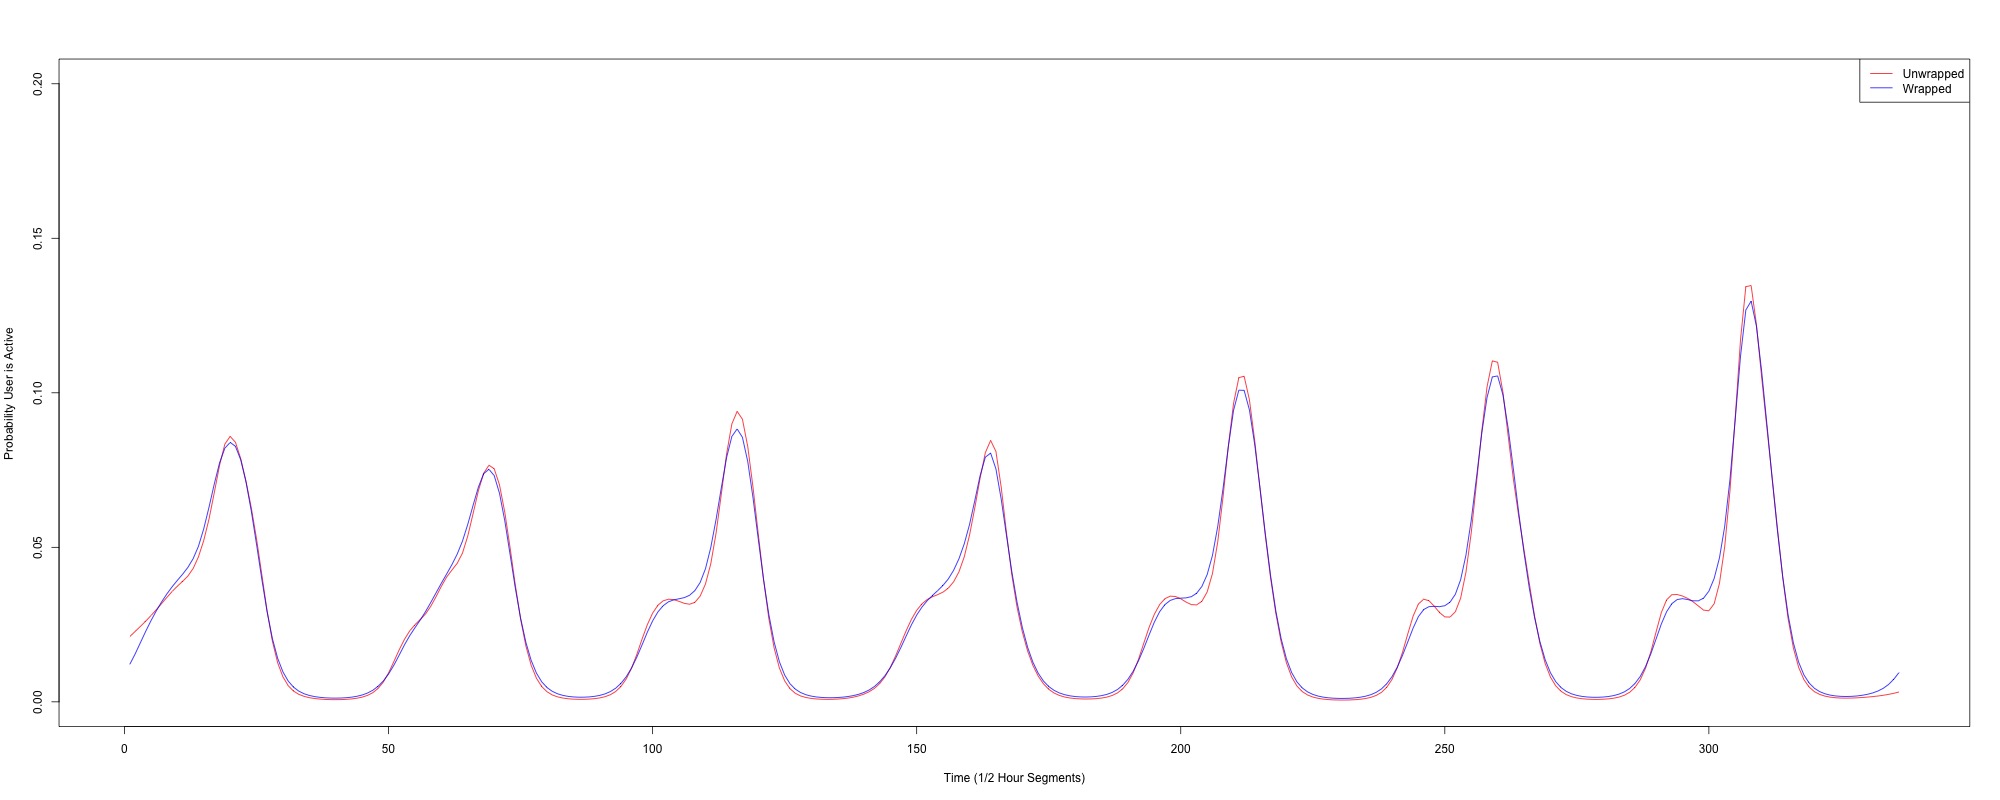 Unwrapped
Wrapped
0.20
0.15
0.10
0.05
0.00
Probability User is Active
0 50 100 150 200 250 300
Time (1/2 Hour Segments)